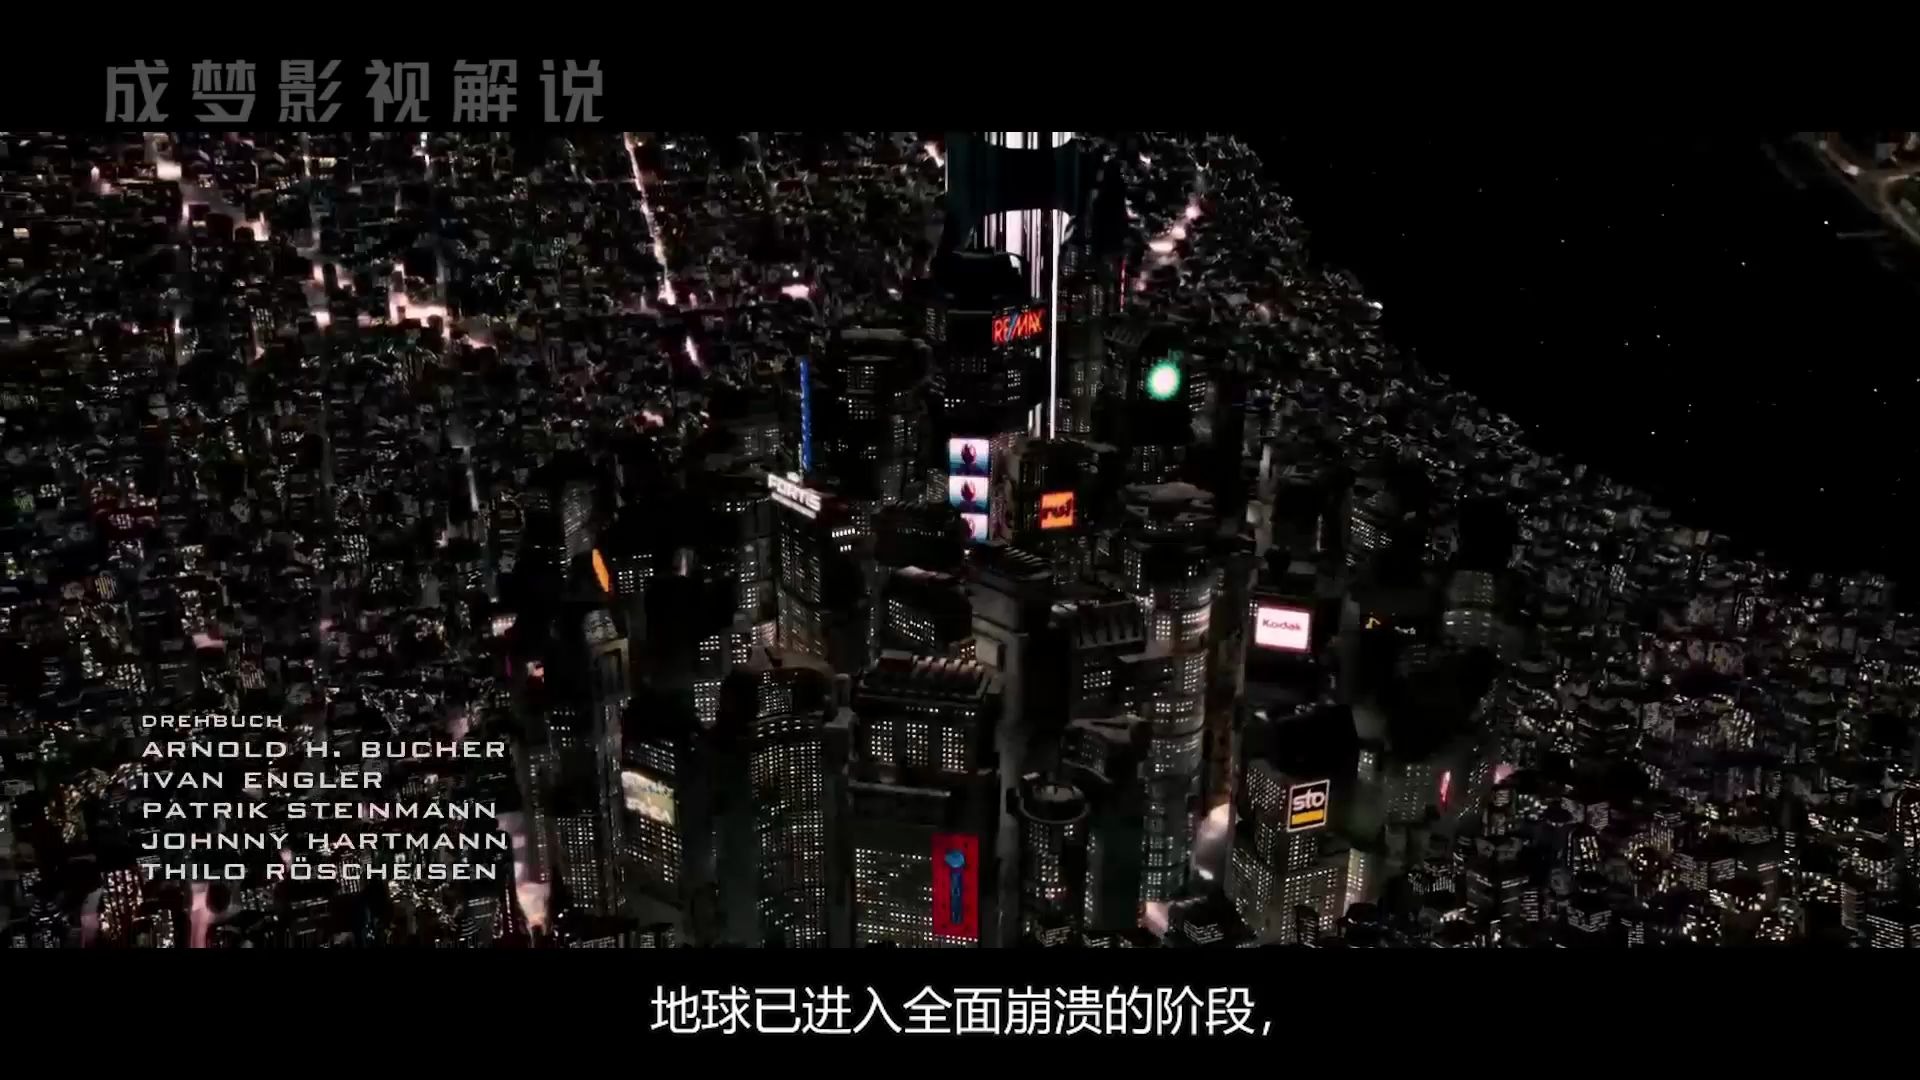 成梦影视解说
RE/MAX
FORTIS
ruf
Kodak
sto
DREHBUCH
ARNOLD H. BUCHER
IVAN ENGLER
PATRIK STEINMANN
JOHNNY HARTMANN
THILO RÖSCHEISEN
地球已进入全面崩溃的阶段，